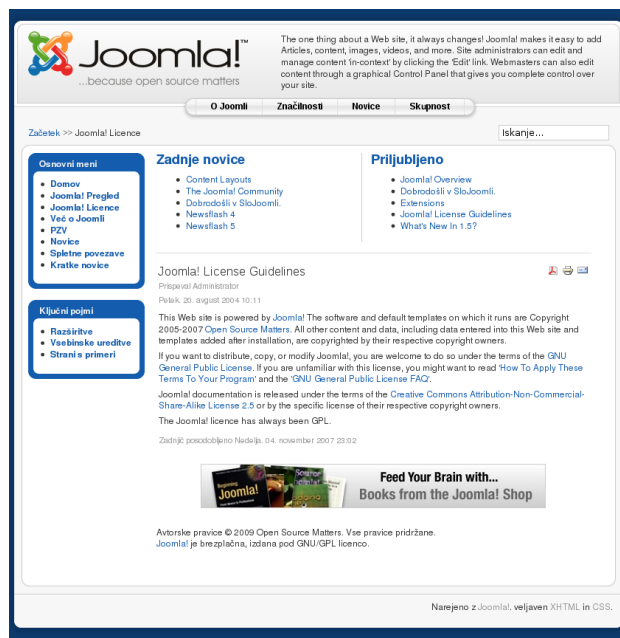 Joomla!™
...because open source matters
The one thing about a Web site, it always changes! Joomla! makes it easy to add
Articles, content, images, videos, and more. Site administrators can edit and
manage content 'in-context' by clicking the 'Edit' link. Webmasters can also edit
content through a graphical Control Panel that gives you complete control over
your site.
O Joomli Značilnosti Novice Skupnost
Začetek >> Joomla! Licence
Iskanje...
Osnovni meni
Domov
Joomla! Pregled
Joomla! Licence
Več o Joomli
PZV
Novice
Spletne povezave
Kratke novice
Ključni pojmi
Razširitve
Vsebinske ureditve
Strani s primeri
Zadnje novice
Content Layouts
The Joomla! Community
Dobrodošli v SloJoomli.
Newsflash 4
Newsflash 5
Priljubljeno
Joomla! Overview
Dobrodošli v SloJoomli.
Extensions
Joomla! License Guidelines
What's New In 1.5?
Joomla! License Guidelines
Prispeval Administrator
Petek, 20. avgust 2004 10:11
This Web site is powered by Joomla! The software and default templates on which it runs are Copyright
2005-2007 Open Source Matters. All other content and data, including data entered into this Web site and
templates added after installation, are copyrighted by their respective copyright owners.
If you want to distribute, copy, or modify Joomla!, you are welcome to do so under the terms of the GNU
General Public License. If you are unfamiliar with this license, you might want to read 'How To Apply These
Terms To Your Program' and the 'GNU General Public License FAQ'.
Joomla! documentation is released under the terms of the Creative Commons Attribution-Non-Commercial-
Share-Alike License 2.5 or by the specific license of their respective copyright owners.
The Joomla! licence has always been GPL.
Zadnjič posodobljeno Nedelja, 04. november 2007 23:02
Beginning
Joomla!
Feed Your Brain with...
Books from the Joomla! Shop
Avtorske pravice © 2009 Open Source Matters. Vse pravice pridržane.
Joomla! je brezplačna, izdana pod GNU/GPL licenco.
Narejeno z Joomla!. veljaven XHTML in CSS.